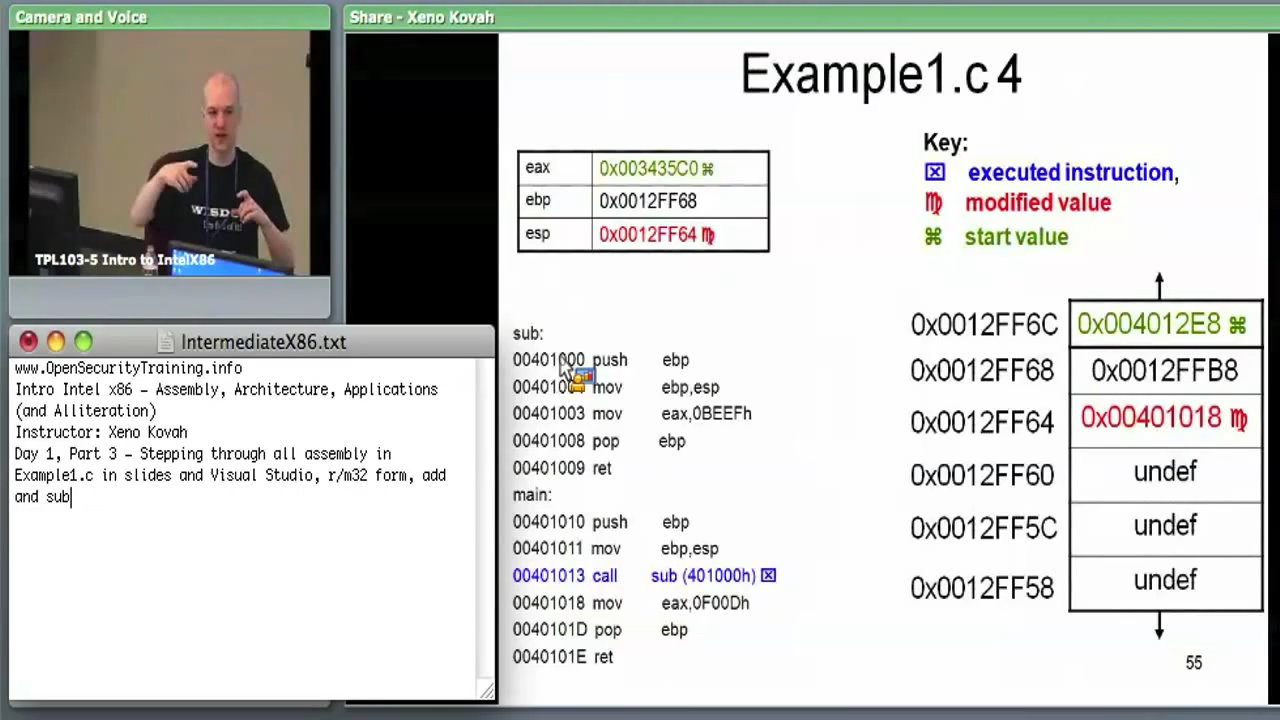 Camera and Voice
Share - Xeno Kovah
TPL103-5 Intro to IntelX86
IntermediateX86.txt
www.OpenSecurityTraining.info
Intro Intel x86 – Assembly, Architecture, Applications
(and Alliteration)
Instructor: Xeno Kovah
Day 1, Part 3 – Stepping through all assembly in
Example1.c in slides and Visual Studio, r/m32 form, add
and sub
Example1.c 4
eax 0x003435C0 ⌘
ebp 0x0012FF68
esp 0x0012FF64 ♍
Key:
⌧ executed instruction,
♍ modified value
⌘ start value
sub:
00401000 push ebp
mov ebp,esp
00401003 mov eax,0BEEFh
00401008 pop ebp
00401009 ret
main:
00401010 push ebp
00401011 mov ebp,esp
00401013 call sub (401000h) ⌧
00401018 mov eax,0F00Dh
0040101D pop ebp
0040101E ret
0x0012FF6C 0x004012E8 ⌘
0x0012FF68 0x0012FFB8
0x0012FF64 0x00401018 ♍
0x0012FF60 undef
0x0012FF5C undef
0x0012FF58 undef
55